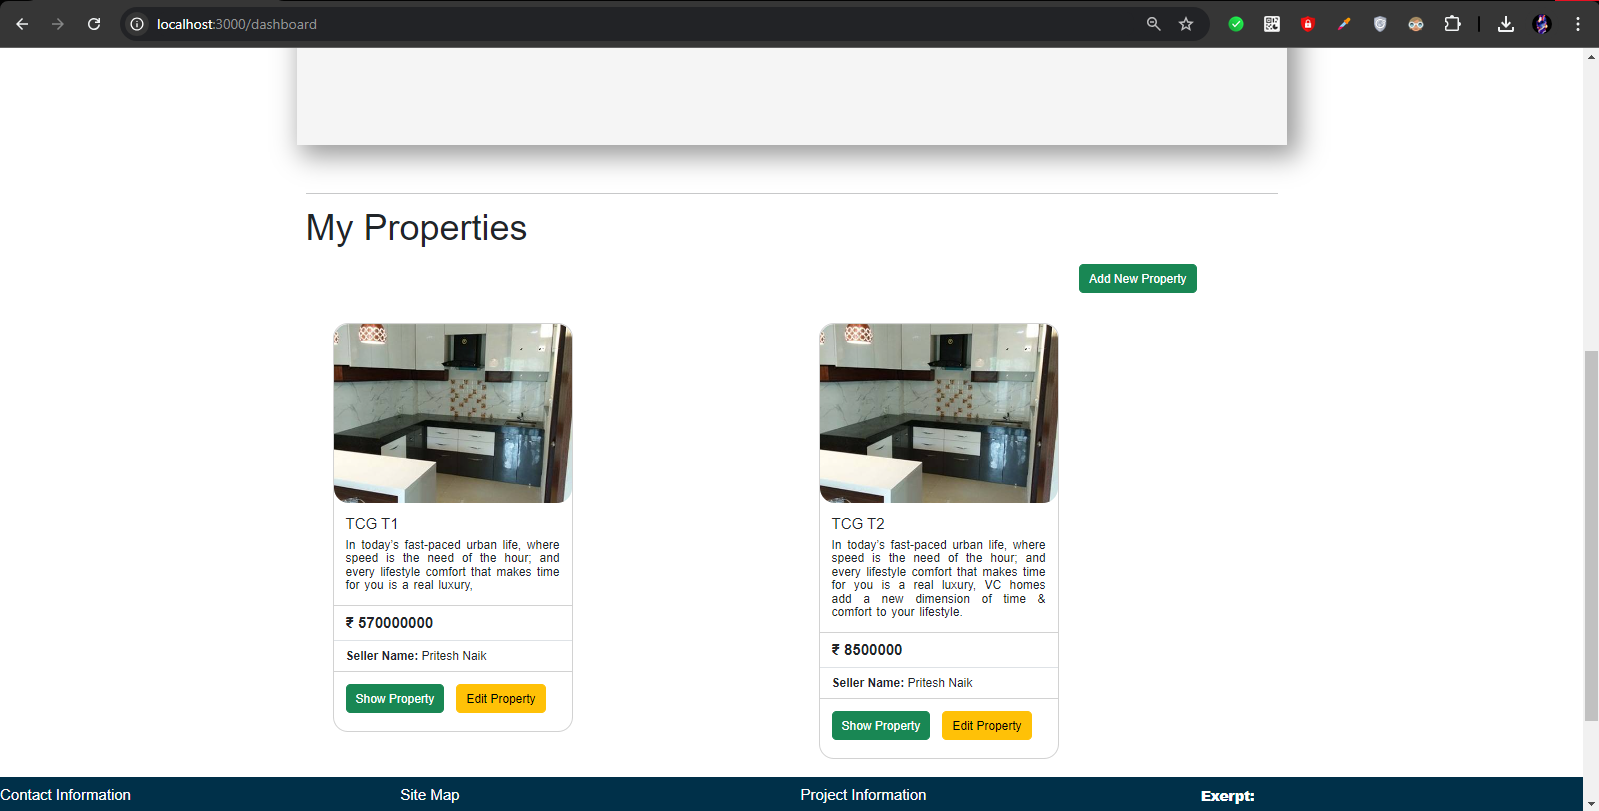 localhost:3000/dashboard
My Properties
Add New Property
TCG T1
In today's fast-paced urban life, where
speed is the need of the hour; and
every lifestyle comfort that makes time
for you is a real luxury,
₹ 570000000
Seller Name: Pritesh Naik
Show Property Edit Property
TCG T2
In today's fast-paced urban life, where
speed is the need of the hour; and
every lifestyle comfort that makes time
for you is a real luxury, VC homes
add a new dimension of time &
comfort to your lifestyle.
₹ 8500000
Seller Name: Pritesh Naik
Show Property Edit Property
Contact Information Site Map Project Information Exerpt: